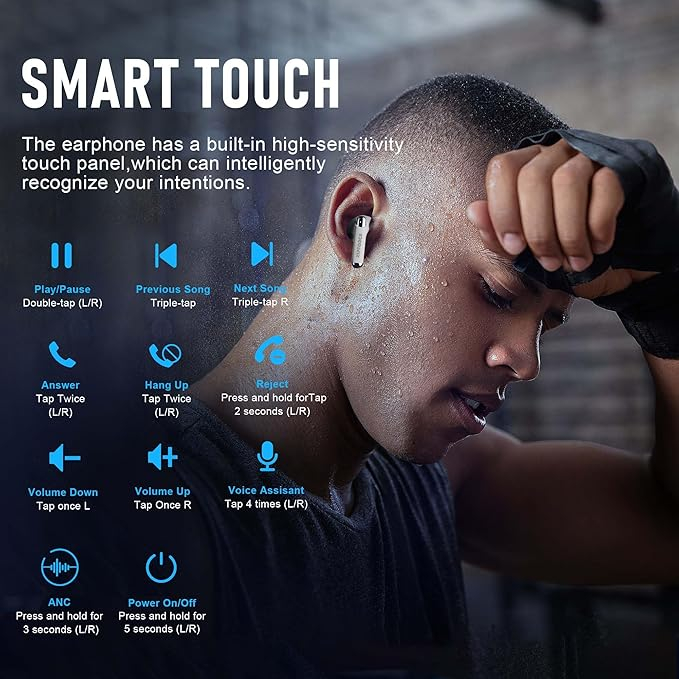 SMART TOUCH
The earphone has a built-in high-sensitivity
touch panel,which can intelligently
recognize your intentions.
Play/Pause
Double-tap (L/R)
Previous Song
Triple-tap
Next Song
Triple-tap R
Answer
Tap Twice
(L/R)
Hang Up
Tap Twice
(L/R)
Reject
Press and hold forTap
2 seconds (L/R)
Volume Down
Tap once L
Volume Up
Tap Once R
Voice Assisant
Tap 4 times (L/R)
ANC
Press and hold for
3 seconds (L/R)
Power On/Off
Press and hold for
5 seconds (L/R)